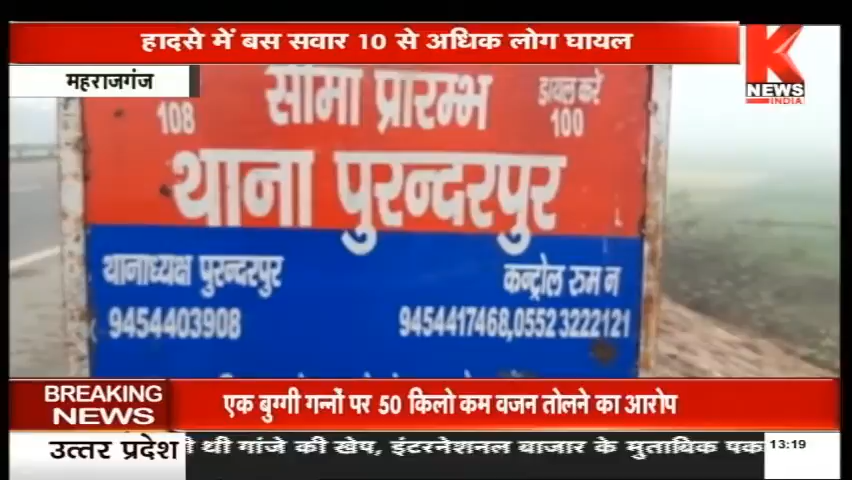 हादसे में बस सवार 10 से अधिक लोग घायल
K
NEWS
INDIA
महराजगंज
सीमा प्रारम्भ
108
डायल करें
100
थाना पुरन्दरपुर
थानाध्यक्ष पुरन्दरपुर
कन्ट्रोल रुम न
9454403908
9454417468,0552 3222121
BREAKING
NEWS
एक बुग्गी गन्नों पर 50 किलो कम वजन तोलने का आरोप
उत्तर प्रदेश
थी गांजे की खेप, इंटरनेशनल बाजार के मुताबिक पक
13:19